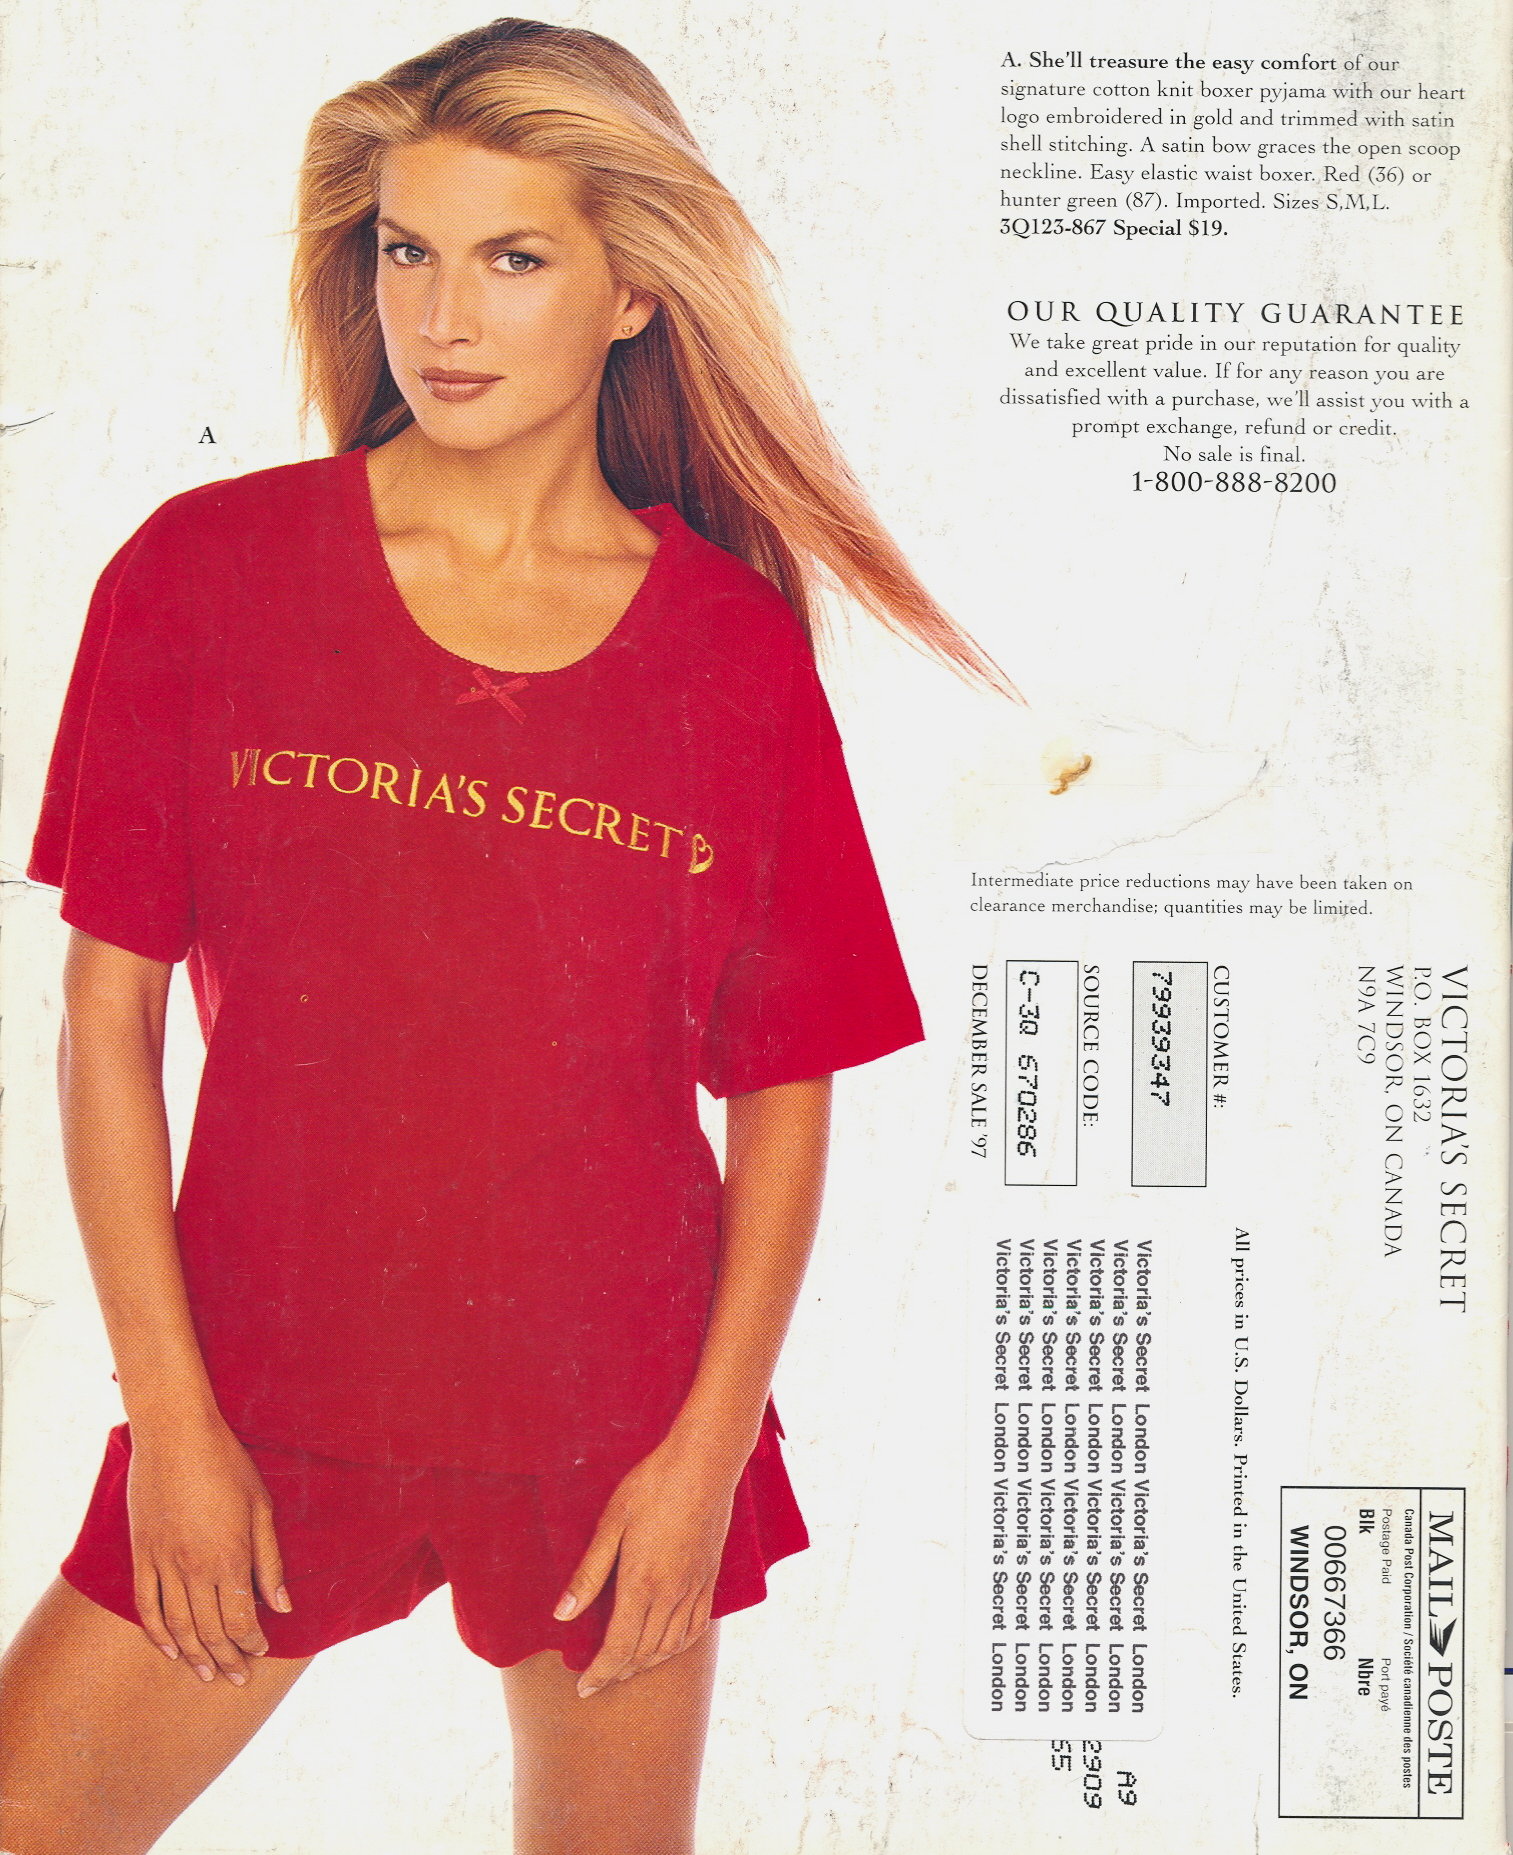 A. She'll treasure the easy comfort of our
signature cotton knit boxer pyjama with our heart
logo embroidered in gold and trimmed with satin
shell stitching. A satin bow graces the open scoop
neckline. Easy elastic waist boxer. Red (36) or
hunter green (87). Imported. Sizes S,M,L.
3Q123-867 Special $19.
OUR QUALITY GUARANTEE
We take great pride in our reputation for quality
and excellent value. If for any reason you are
dissatisfied with a purchase, we'll assist you with a
prompt exchange, refund or credit.
No sale is final.
1-800-888-8200
A
VICTORIA'S SECRET
Intermediate price reductions may have been taken on
clearance merchandise; quantities may be limited.
VICTORIA'S SECRET
P.O. BOX 1632
WINDSOR, ON CANADA
N9A 7C9
MAIL POSTE
Canada Post Corporation / Société canadienne des postes
Postage Paid Port payé
Blk Nbre
00667366
WINDSOR, ON
All prices in U.S. Dollars. Printed in the United States.
CUSTOMER #:
79939347
SOURCE CODE:
C-3Q 670286
DECEMBER SALE '97
Victoria's Secret London Victoria's Secret London
Victoria's Secret London Victoria's Secret London
Victoria's Secret London Victoria's Secret London
Victoria's Secret London Victoria's Secret London
Victoria's Secret London Victoria's Secret London
Victoria's Secret London Victoria's Secret London
Victoria's Secret London Victoria's Secret London
A9
2909
55